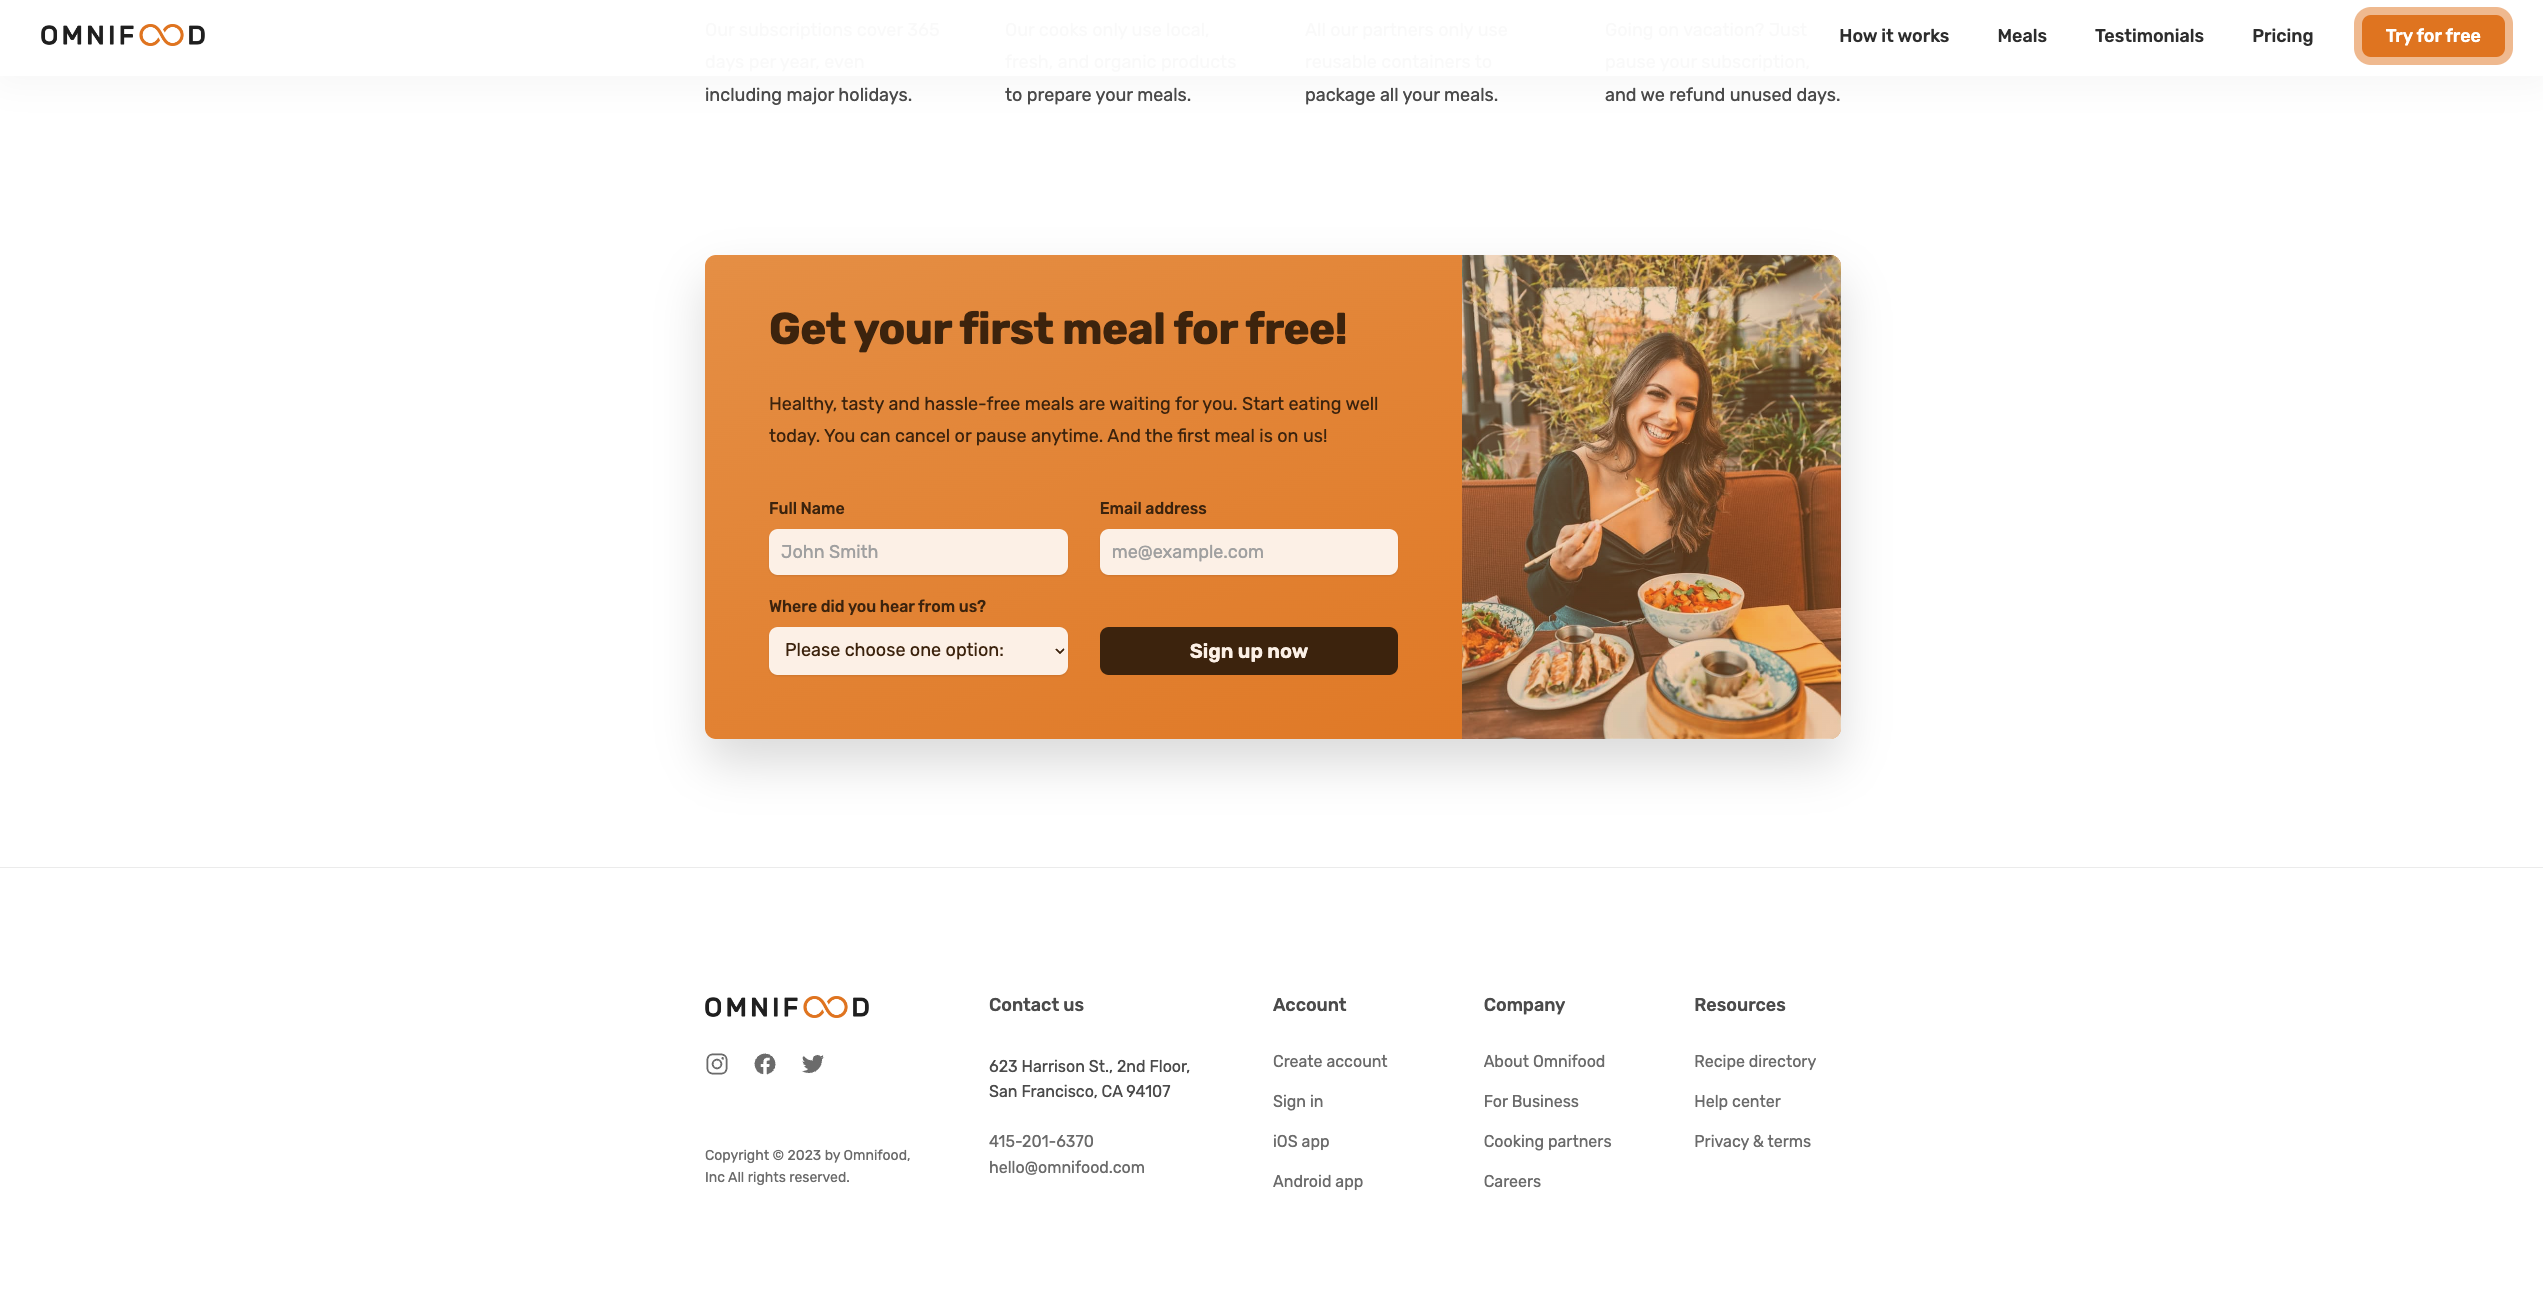 OMNIFOOD
How it works
Meals
Testimonials
Pricing
Try for free
Our subscriptions cover 365
days per year, even
including major holidays.
Our cooks only use local,
fresh, and organic products
to prepare your meals.
All our partners only use
reusable containers to
package all your meals.
Going on vacation? Just
pause your subscription,
and we refund unused days.
Get your first meal for free!
Healthy, tasty and hassle-free meals are waiting for you. Start eating well
today. You can cancel or pause anytime. And the first meal is on us!
Full Name
John Smith
Email address
me@example.com
Where did you hear from us?
Please choose one option:
Sign up now
OMNIFOOD
Copyright © 2023 by Omnifood,
Inc All rights reserved.
Contact us
623 Harrison St., 2nd Floor,
San Francisco, CA 94107
415-201-6370
hello@omnifood.com
Account
Create account
Sign in
iOS app
Android app
Company
About Omnifood
For Business
Cooking partners
Careers
Resources
Recipe directory
Help center
Privacy & terms